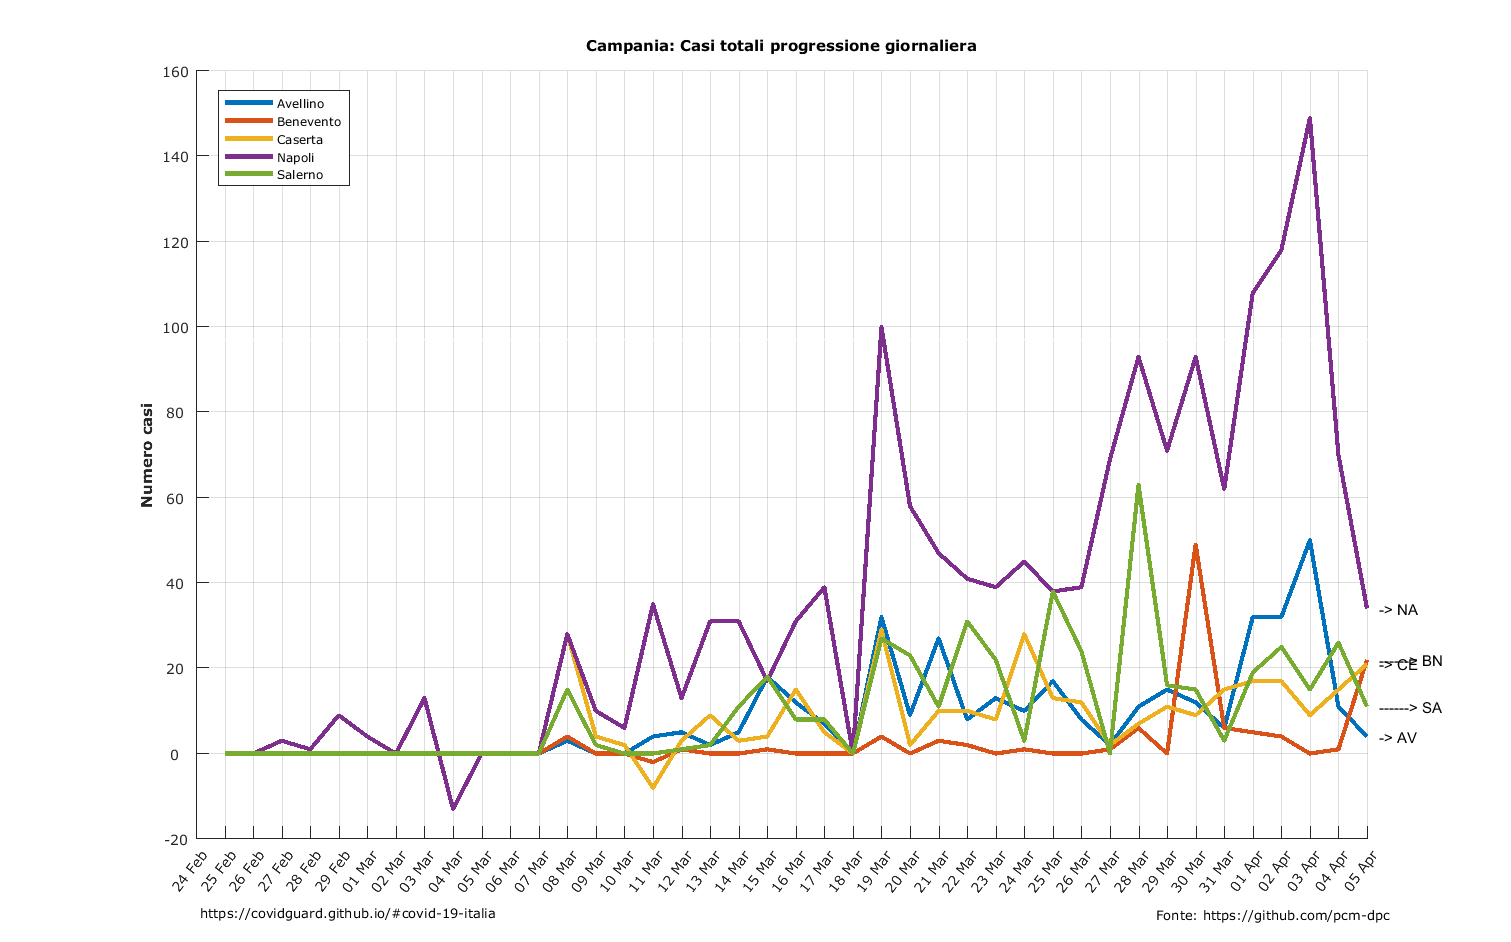 Campania: Casi totali progressione giornaliera
160
140
120
100
80
60
40
20
0
-20
Numero casi
Avellino
Benevento
Caserta
Napoli
Salerno
-> NA
------> BN
-> CE
------> SA
-> AV
24 Feb
25 Feb
26 Feb
27 Feb
28 Feb
29 Feb
01 Mar
02 Mar
03 Mar
04 Mar
05 Mar
06 Mar
07 Mar
08 Mar
09 Mar
10 Mar
11 Mar
12 Mar
13 Mar
14 Mar
15 Mar
16 Mar
17 Mar
18 Mar
19 Mar
20 Mar
21 Mar
22 Mar
23 Mar
24 Mar
25 Mar
26 Mar
27 Mar
28 Mar
29 Mar
30 Mar
31 Mar
01 Apr
02 Apr
03 Apr
04 Apr
05 Apr
https://covidguard.github.io/#covid-19-italia
Fonte: https://github.com/pcm-dpc